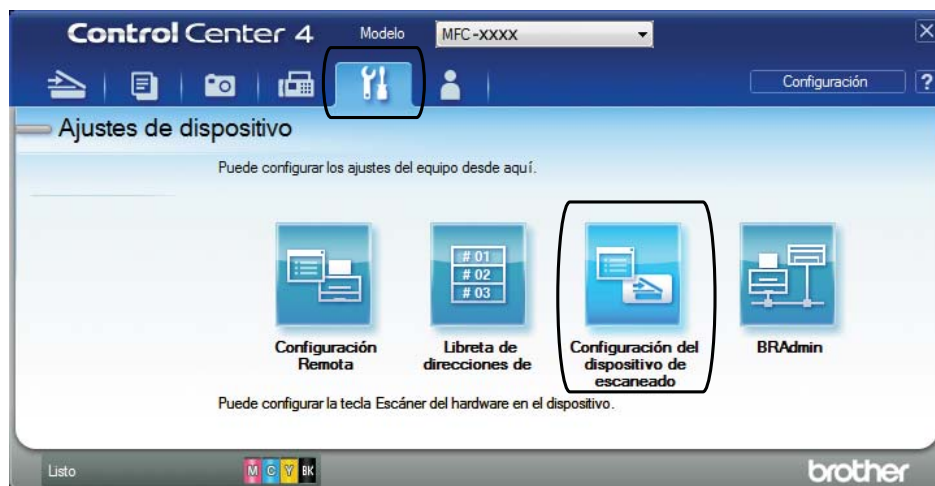 ControlCenter 4
Modelo
MFC-XXXX
Configuración
?
Ajustes de dispositivo
Puede configurar los ajustes del equipo desde aquí.
# 01
# 02
# 03
Configuración
Remota
Libreta de
direcciones de
Configuración del
dispositivo de
escaneado
BRAdmin
Puede configurar la tecla Escáner del hardware en el dispositivo.
Listo
M C Y BK
brother